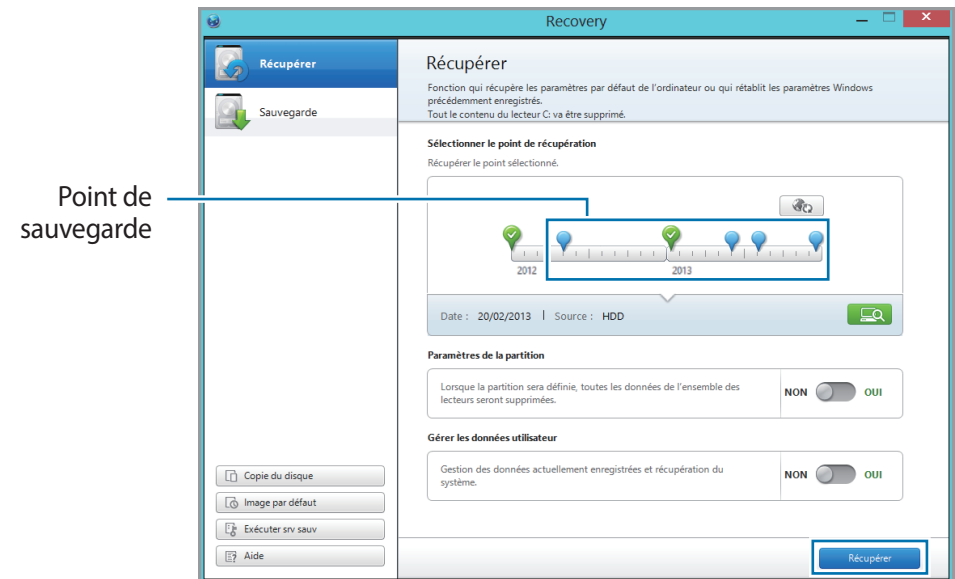 Recovery
Récupérer
Sauvegarde
Récupérer
Fonction qui récupère les paramètres par défaut de l'ordinateur ou qui rétablit les paramètres Windows
précédemment enregistrés.
Tout le contenu du lecteur C: va être supprimé.
Sélectionner le point de récupération
Récupérer le point sélectionné.
Point de
sauvegarde
2012 2013
Date : 20/02/2013 | Source : HDD
Paramètres de la partition
Lorsque la partition sera définie, toutes les données de l'ensemble des
lecteurs seront supprimées.
NON OUI
Gérer les données utilisateur
Gestion des données actuellement enregistrées et récupération du
système.
NON OUI
Copie du disque
Image par défaut
Exécuter srv sauv
Aide
Récupérer